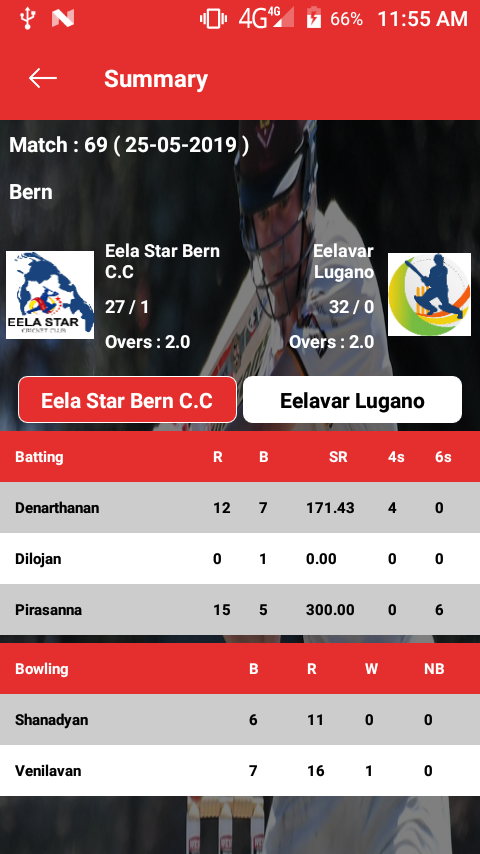 4G 4G 66% 11:55 AM
Summary
Match : 69 ( 25-05-2019 )
Bern
Eela Star Bern C.C
27 / 1
Overs : 2.0
Eelavar Lugano
32 / 0
Overs : 2.0
EELA STAR
CRICKET CLUB
Eela Star Bern C.C Eelavar Lugano
Batting R B SR 4s 6s
Denarthanan 12 7 171.43 4 0
Dilojan 0 1 0.00 0 0
Pirasanna 15 5 300.00 0 6
Bowling B R W NB
Shanadyan 6 11 0 0
Venilavan 7 16 1 0